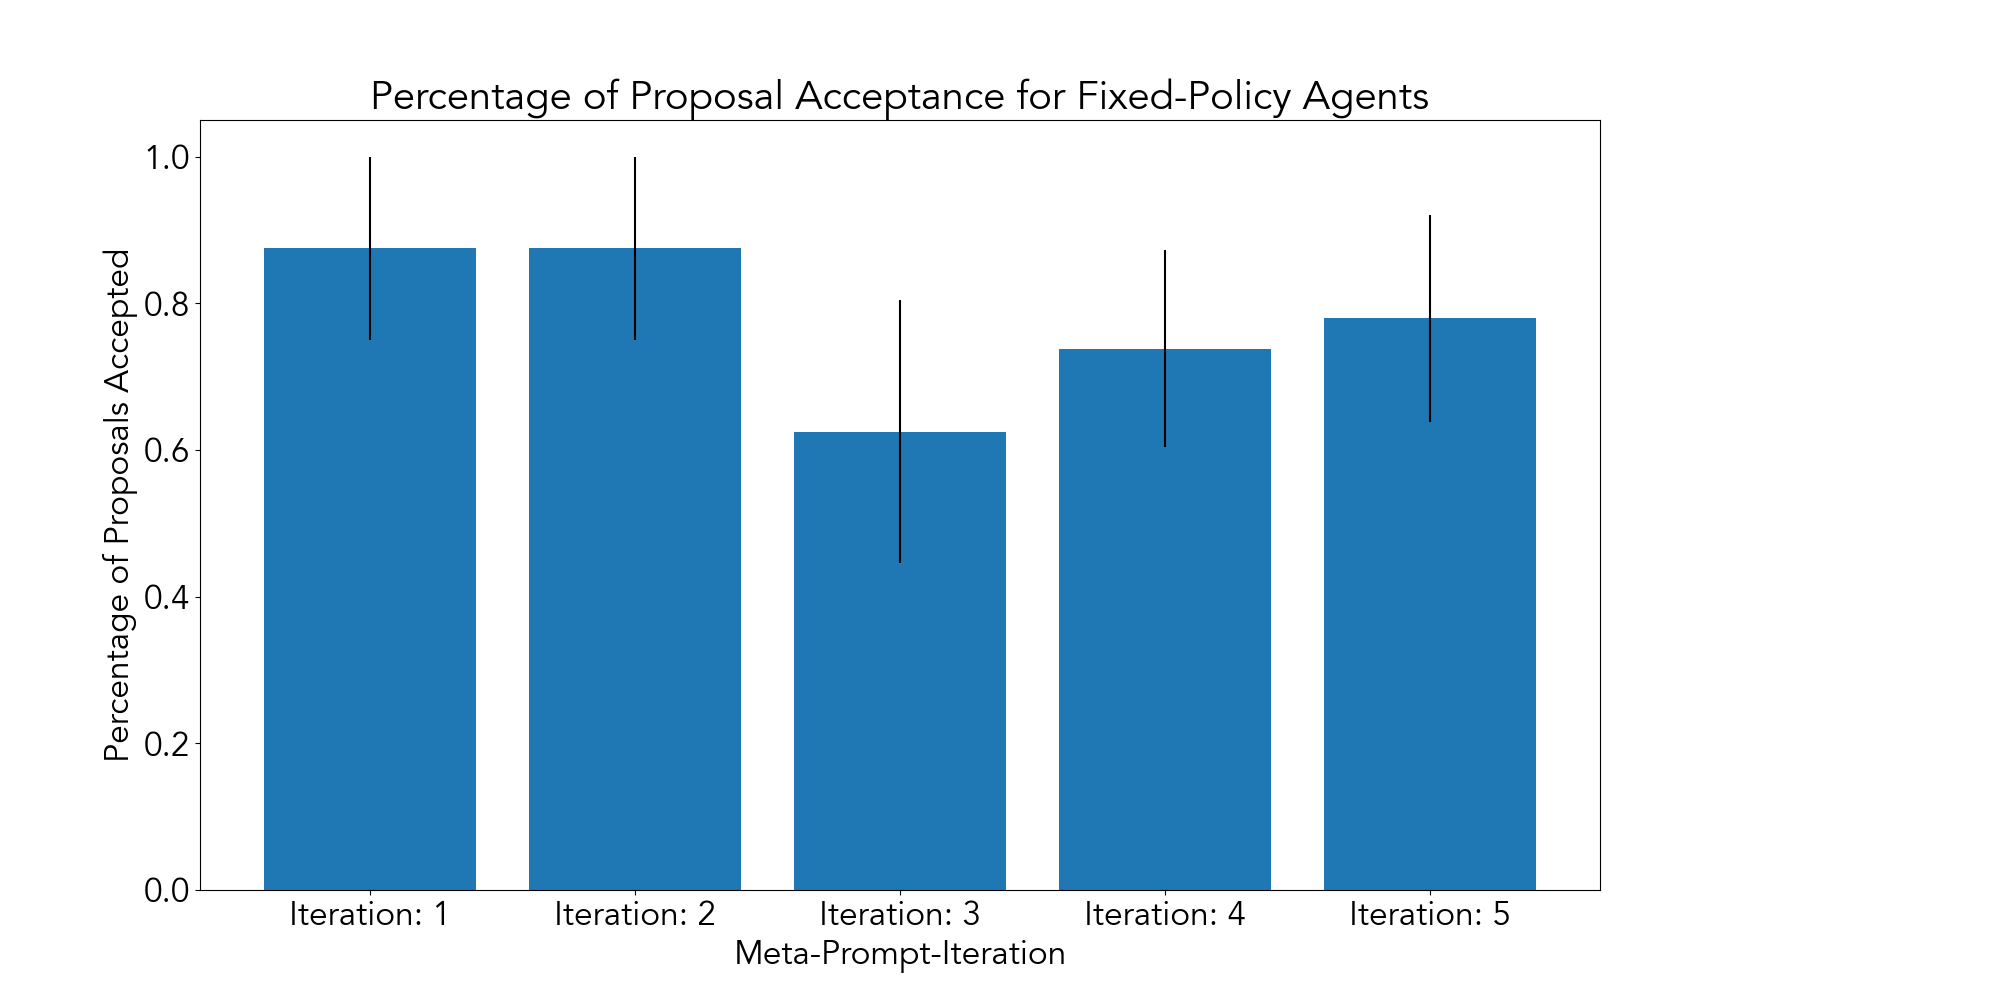 Percentage of Proposal Acceptance for Fixed-Policy Agents
Percentage of Proposals Accepted
1.0
0.8
0.6
0.4
0.2
0.0
Iteration: 1
Iteration: 2
Iteration: 3
Iteration: 4
Iteration: 5
Meta-Prompt-Iteration